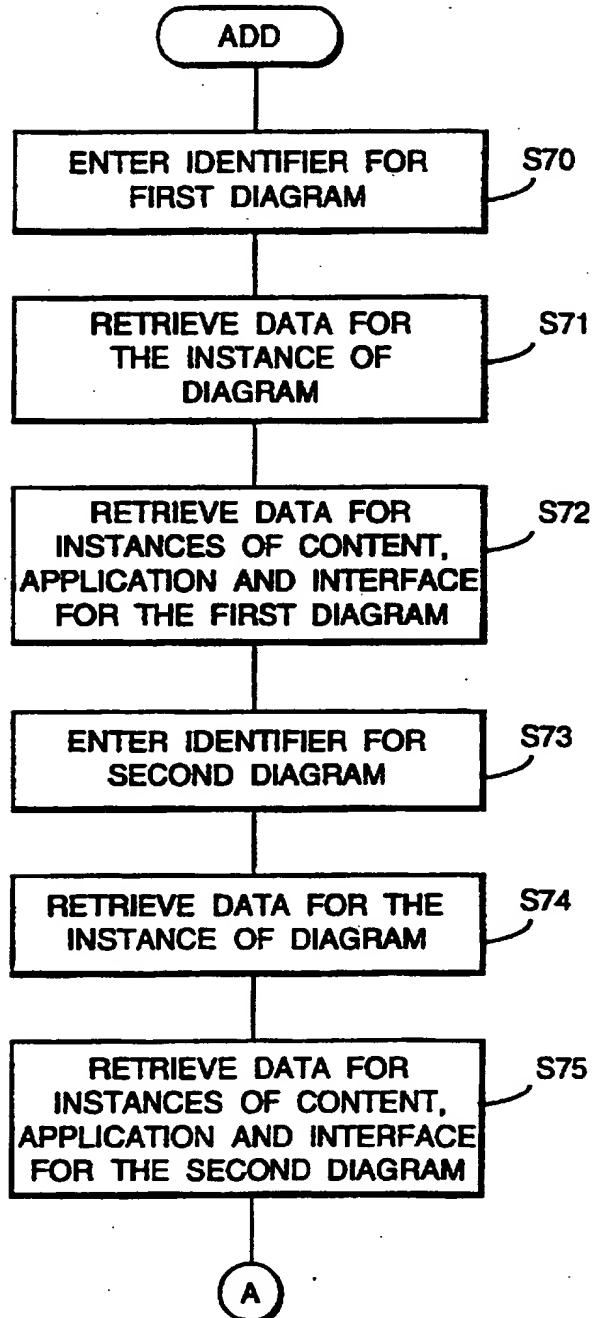 ADD
ENTER IDENTIFIER FOR
FIRST DIAGRAM
S70
RETRIEVE DATA FOR
THE INSTANCE OF
DIAGRAM
S71
RETRIEVE DATA FOR
INSTANCES OF CONTENT,
APPLICATION AND INTERFACE
FOR THE FIRST DIAGRAM
S72
ENTER IDENTIFIER FOR
SECOND DIAGRAM
S73
RETRIEVE DATA FOR THE
INSTANCE OF DIAGRAM
S74
RETRIEVE DATA FOR
INSTANCES OF CONTENT,
APPLICATION AND INTERFACE
FOR THE SECOND DIAGRAM
S75
A